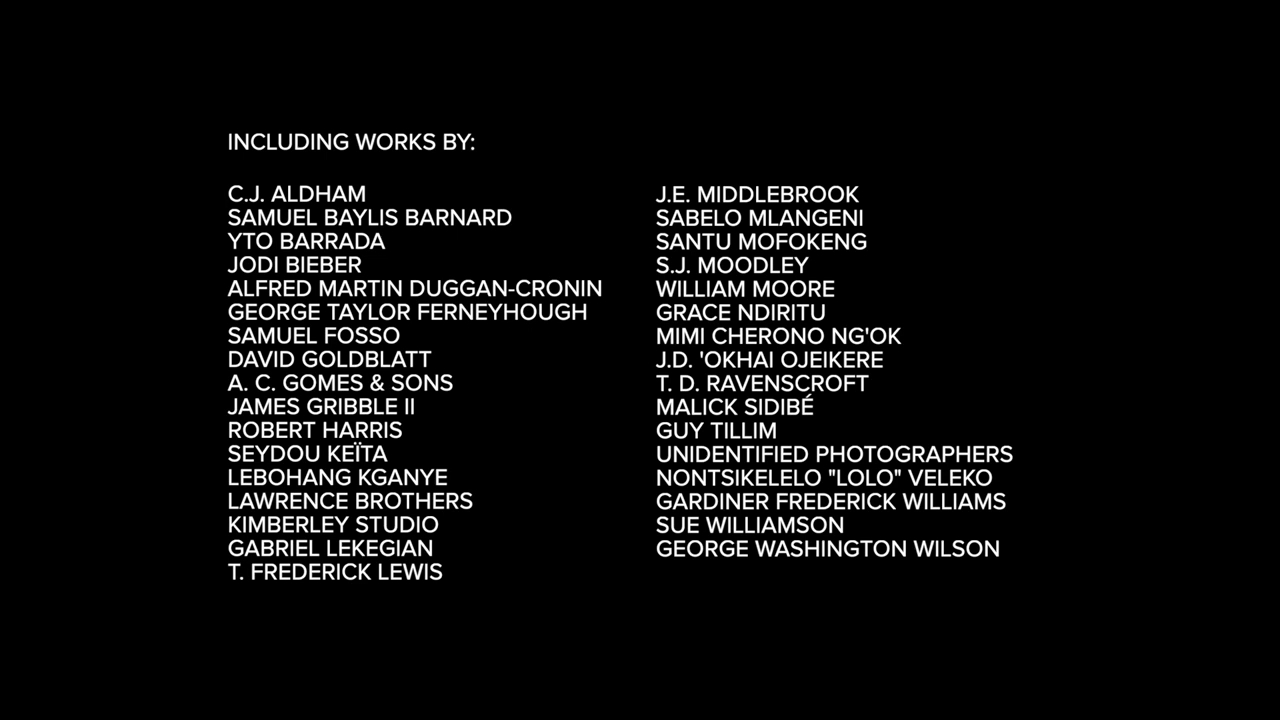 INCLUDING WORKS BY:
C.J. ALDHAM
SAMUEL BAYLIS BARNARD
YTO BARRADA
JODI BIEBER
ALFRED MARTIN DUGGAN-CRONIN
GEORGE TAYLOR FERNEYHOUGH
SAMUEL FOSSO
DAVID GOLDBLATT
A. C. GOMES & SONS
JAMES GRIBBLE II
ROBERT HARRIS
SEYDOU KEÏTA
LEBOHANG KGANYE
LAWRENCE BROTHERS
KIMBERLEY STUDIO
GABRIEL LEKEGIAN
T. FREDERICK LEWIS
J.E. MIDDLEBROOK
SABELO MLANGENI
SANTU MOFOKENG
S.J. MOODLEY
WILLIAM MOORE
GRACE NDIRITU
MIMI CHERONO NG'OK
J.D. 'OKHAI OJEIKERE
T. D. RAVENSCROFT
MALICK SIDIBÉ
GUY TILLIM
UNIDENTIFIED PHOTOGRAPHERS
NONTSIKELELO "LOLO" VELEKO
GARDINER FREDERICK WILLIAMS
SUE WILLIAMSON
GEORGE WASHINGTON WILSON